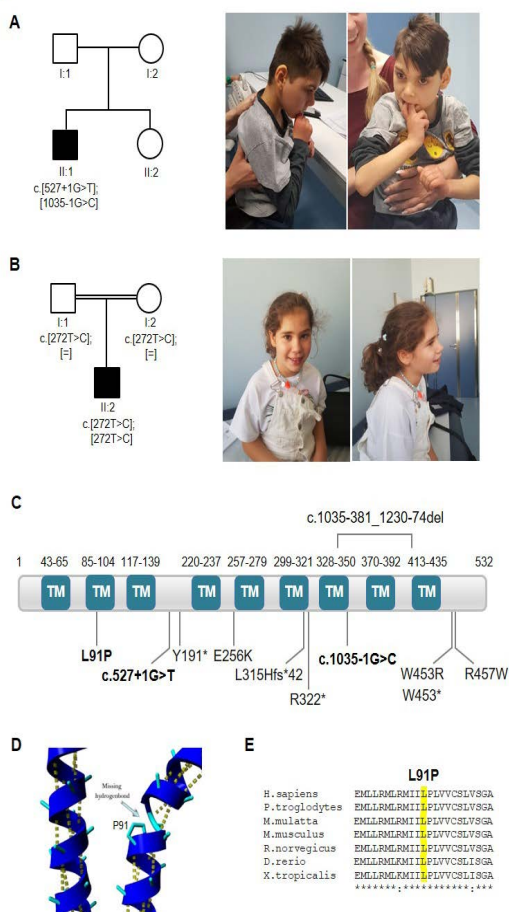 A
I:1
I:2
II:1
II:2
c.[527+1G>T];
[1035-1G>C]
B
I:1
I:2
c.[272T>C];
c.[272T>C];
[=]
[=]
II:2
c.[272T>C];
[272T>C]
C
c.1035-381_1230-74del
1 43-65 85-104 117-139 220-237 257-279 299-321 328-350 370-392 413-435 532
TM TM TM TM TM TM TM TM TM
L91P
Y191*
E256K
c.527+1G>T
L315Hfs*42
c.1035-1G>C
R322*
W453R
R457W
W453*
D
Missing
hydrogenbond
P91
E
L91P
H.sapiens EMLLRMLRMIILPLVVCSLVSGA
P.troglodytes EMLLRMLRMIILPLVVCSLVSGA
M.mulatta EMLLRMLRMIILPLVVCSLVSGA
M.musculus EMLLRMLRMIILPLVVCSLVSGA
R.norvegicus EMLLRMLRMIILPLVVCSLVSGA
D.rerio EMLLRMLKMIILPLVVCSLISGA
X.tropicalis EMLLRMLKMIILPLVVCSLISGA
*******:***********:***